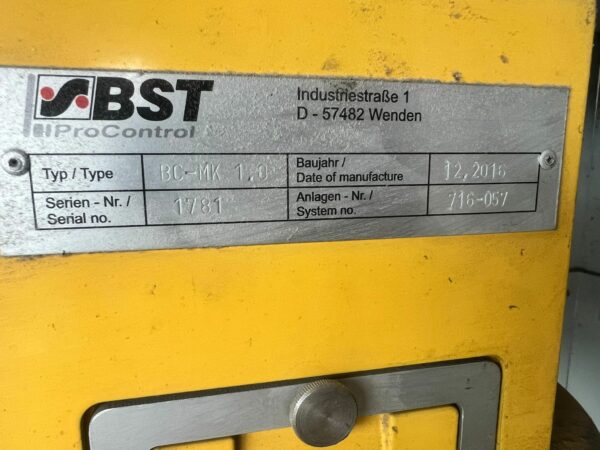 BST
ProControl
Industriestraße 1
D - 57482 Wenden
Typ / Type BC-MK 1,0 Baujahr / Date of manufacture 12,2016
Serien - Nr. / Serial no. 1781 Anlagen - Nr. / System no. 716-057